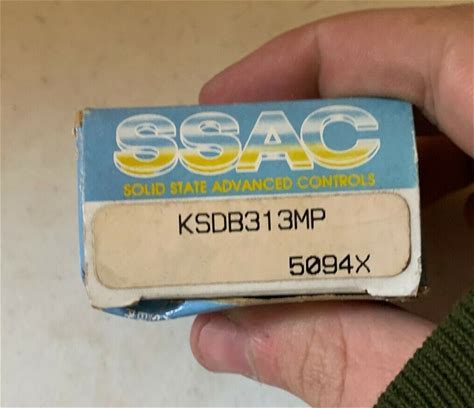 SSAC
SOLID STATE ADVANCED CONTROLS
KSDB313MP
5094X